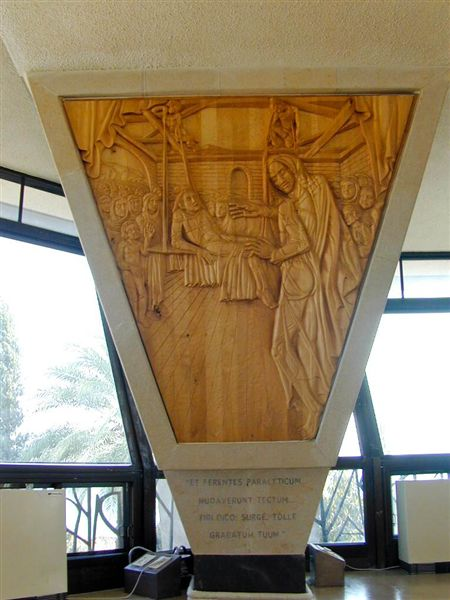 "ET FERENTES PARALYTICUM
NUDAVERUNT TECTUM...
TIBI DICO: SURGE, TOLLE
GRABATUM TUUM"